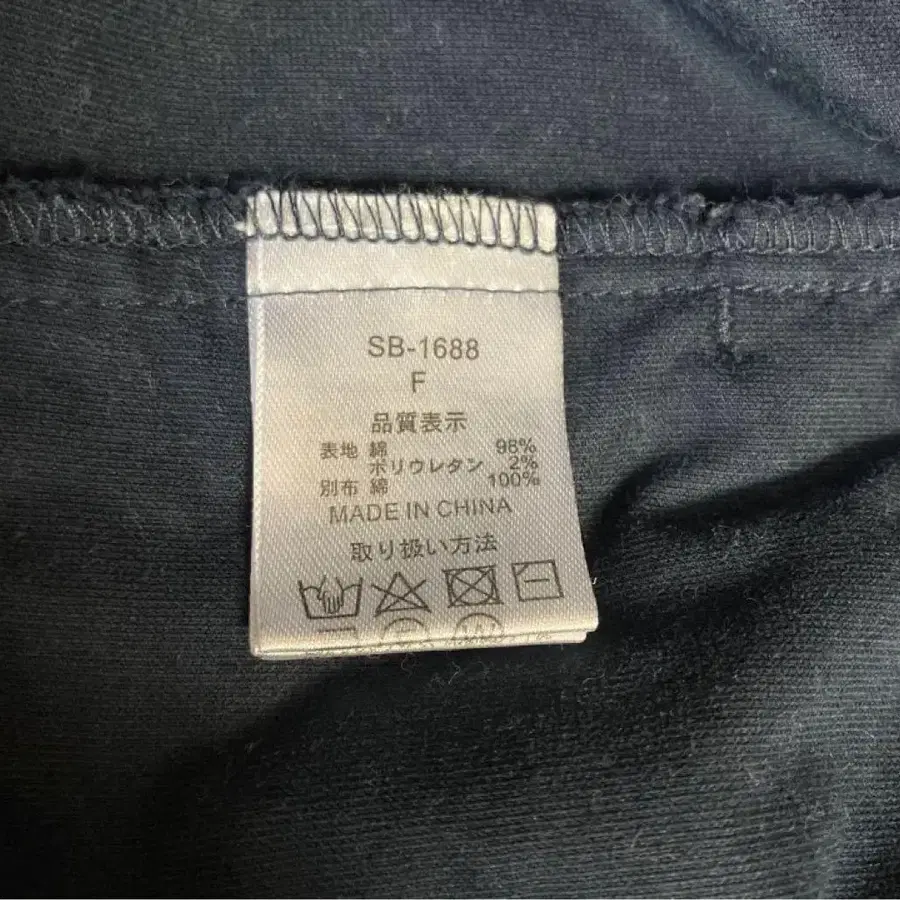 SB-1688
F
品質表示
表地 綿 98%
ポリウレタン 2%
別布 綿 100%
MADE IN CHINA
取り扱い方法